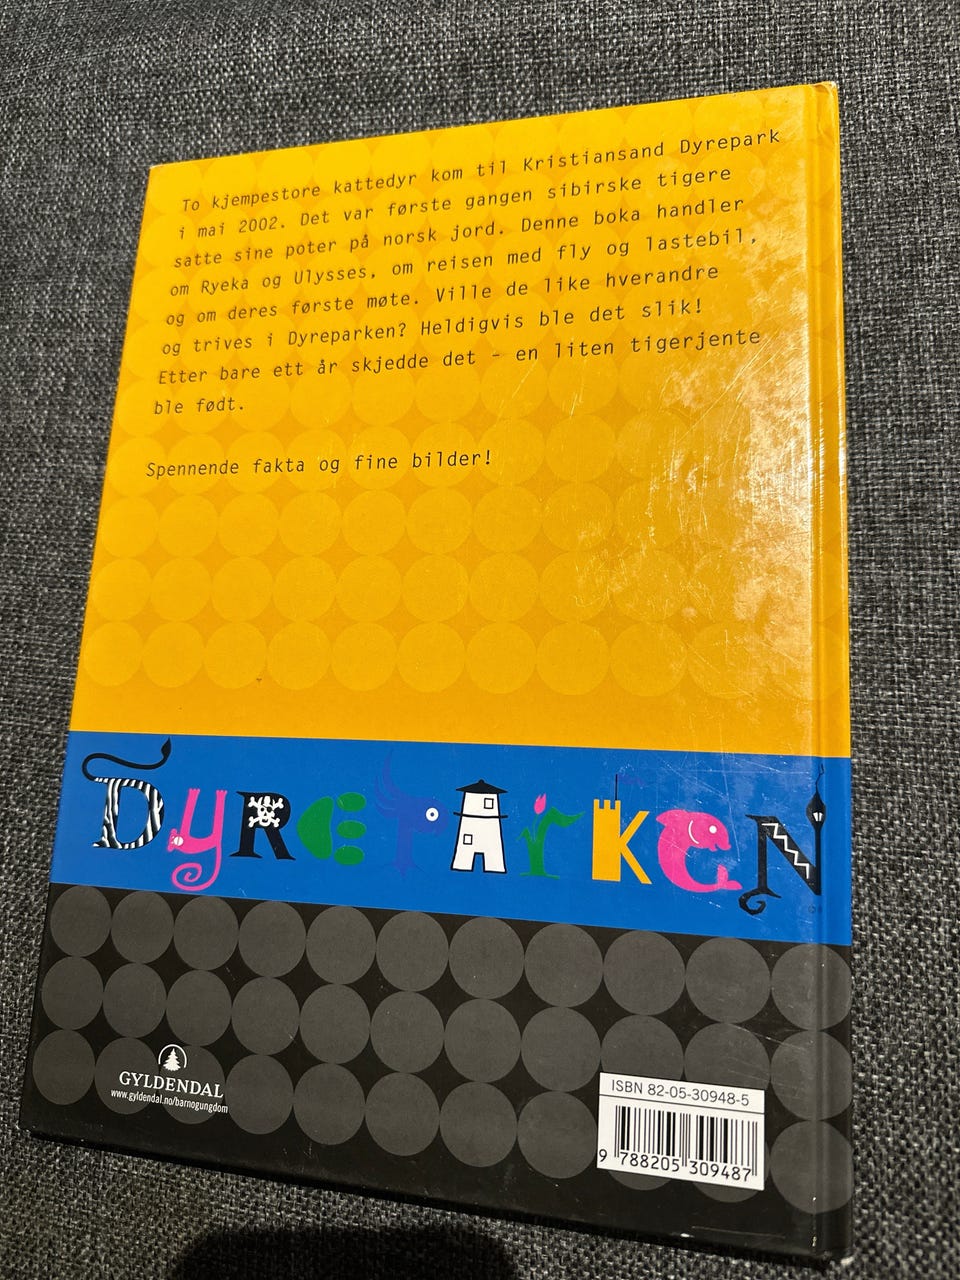 To kjempestore kattedyr kom til Kristiansand Dyrepark
i mai 2002. Det var første gangen sibirske tigere
satte sine poter på norsk jord. Denne boka handler
om Ryeka og Ulysses, om reisen med fly og lastebil,
og om deres første møte. Ville de like hverandre
og trives i Dyreparken? Heldigvis ble det slik!
Etter bare ett år skjedde det - en liten tigerjente
ble født.
Spennende fakta og fine bilder!
DyREPARKEN
GYLDENDAL
www.gyldendal.no/barnogungdom
ISBN 82-05-30948-5
9 788205 309487